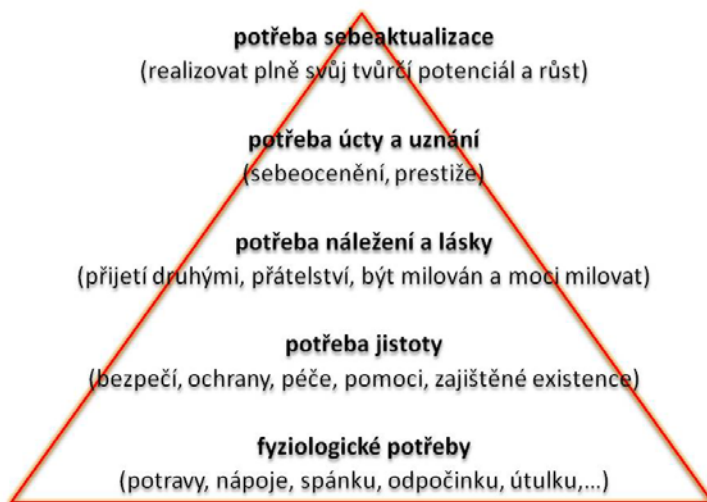 potřeba sebeaktualizace
(realizovat plně svůj tvůrčí potenciál a růst)
potřeba úcty a uznání
(sebeocenění, prestiže)
potřeba náležení a lásky
(přijetí druhými, přátelství, být milován a moci milovat)
potřeba jistoty
(bezpečí, ochrany, péče, pomoci, zajištěné existence)
fyziologické potřeby
(potravy, nápoje, spánku, odpočinku, útulku,...)